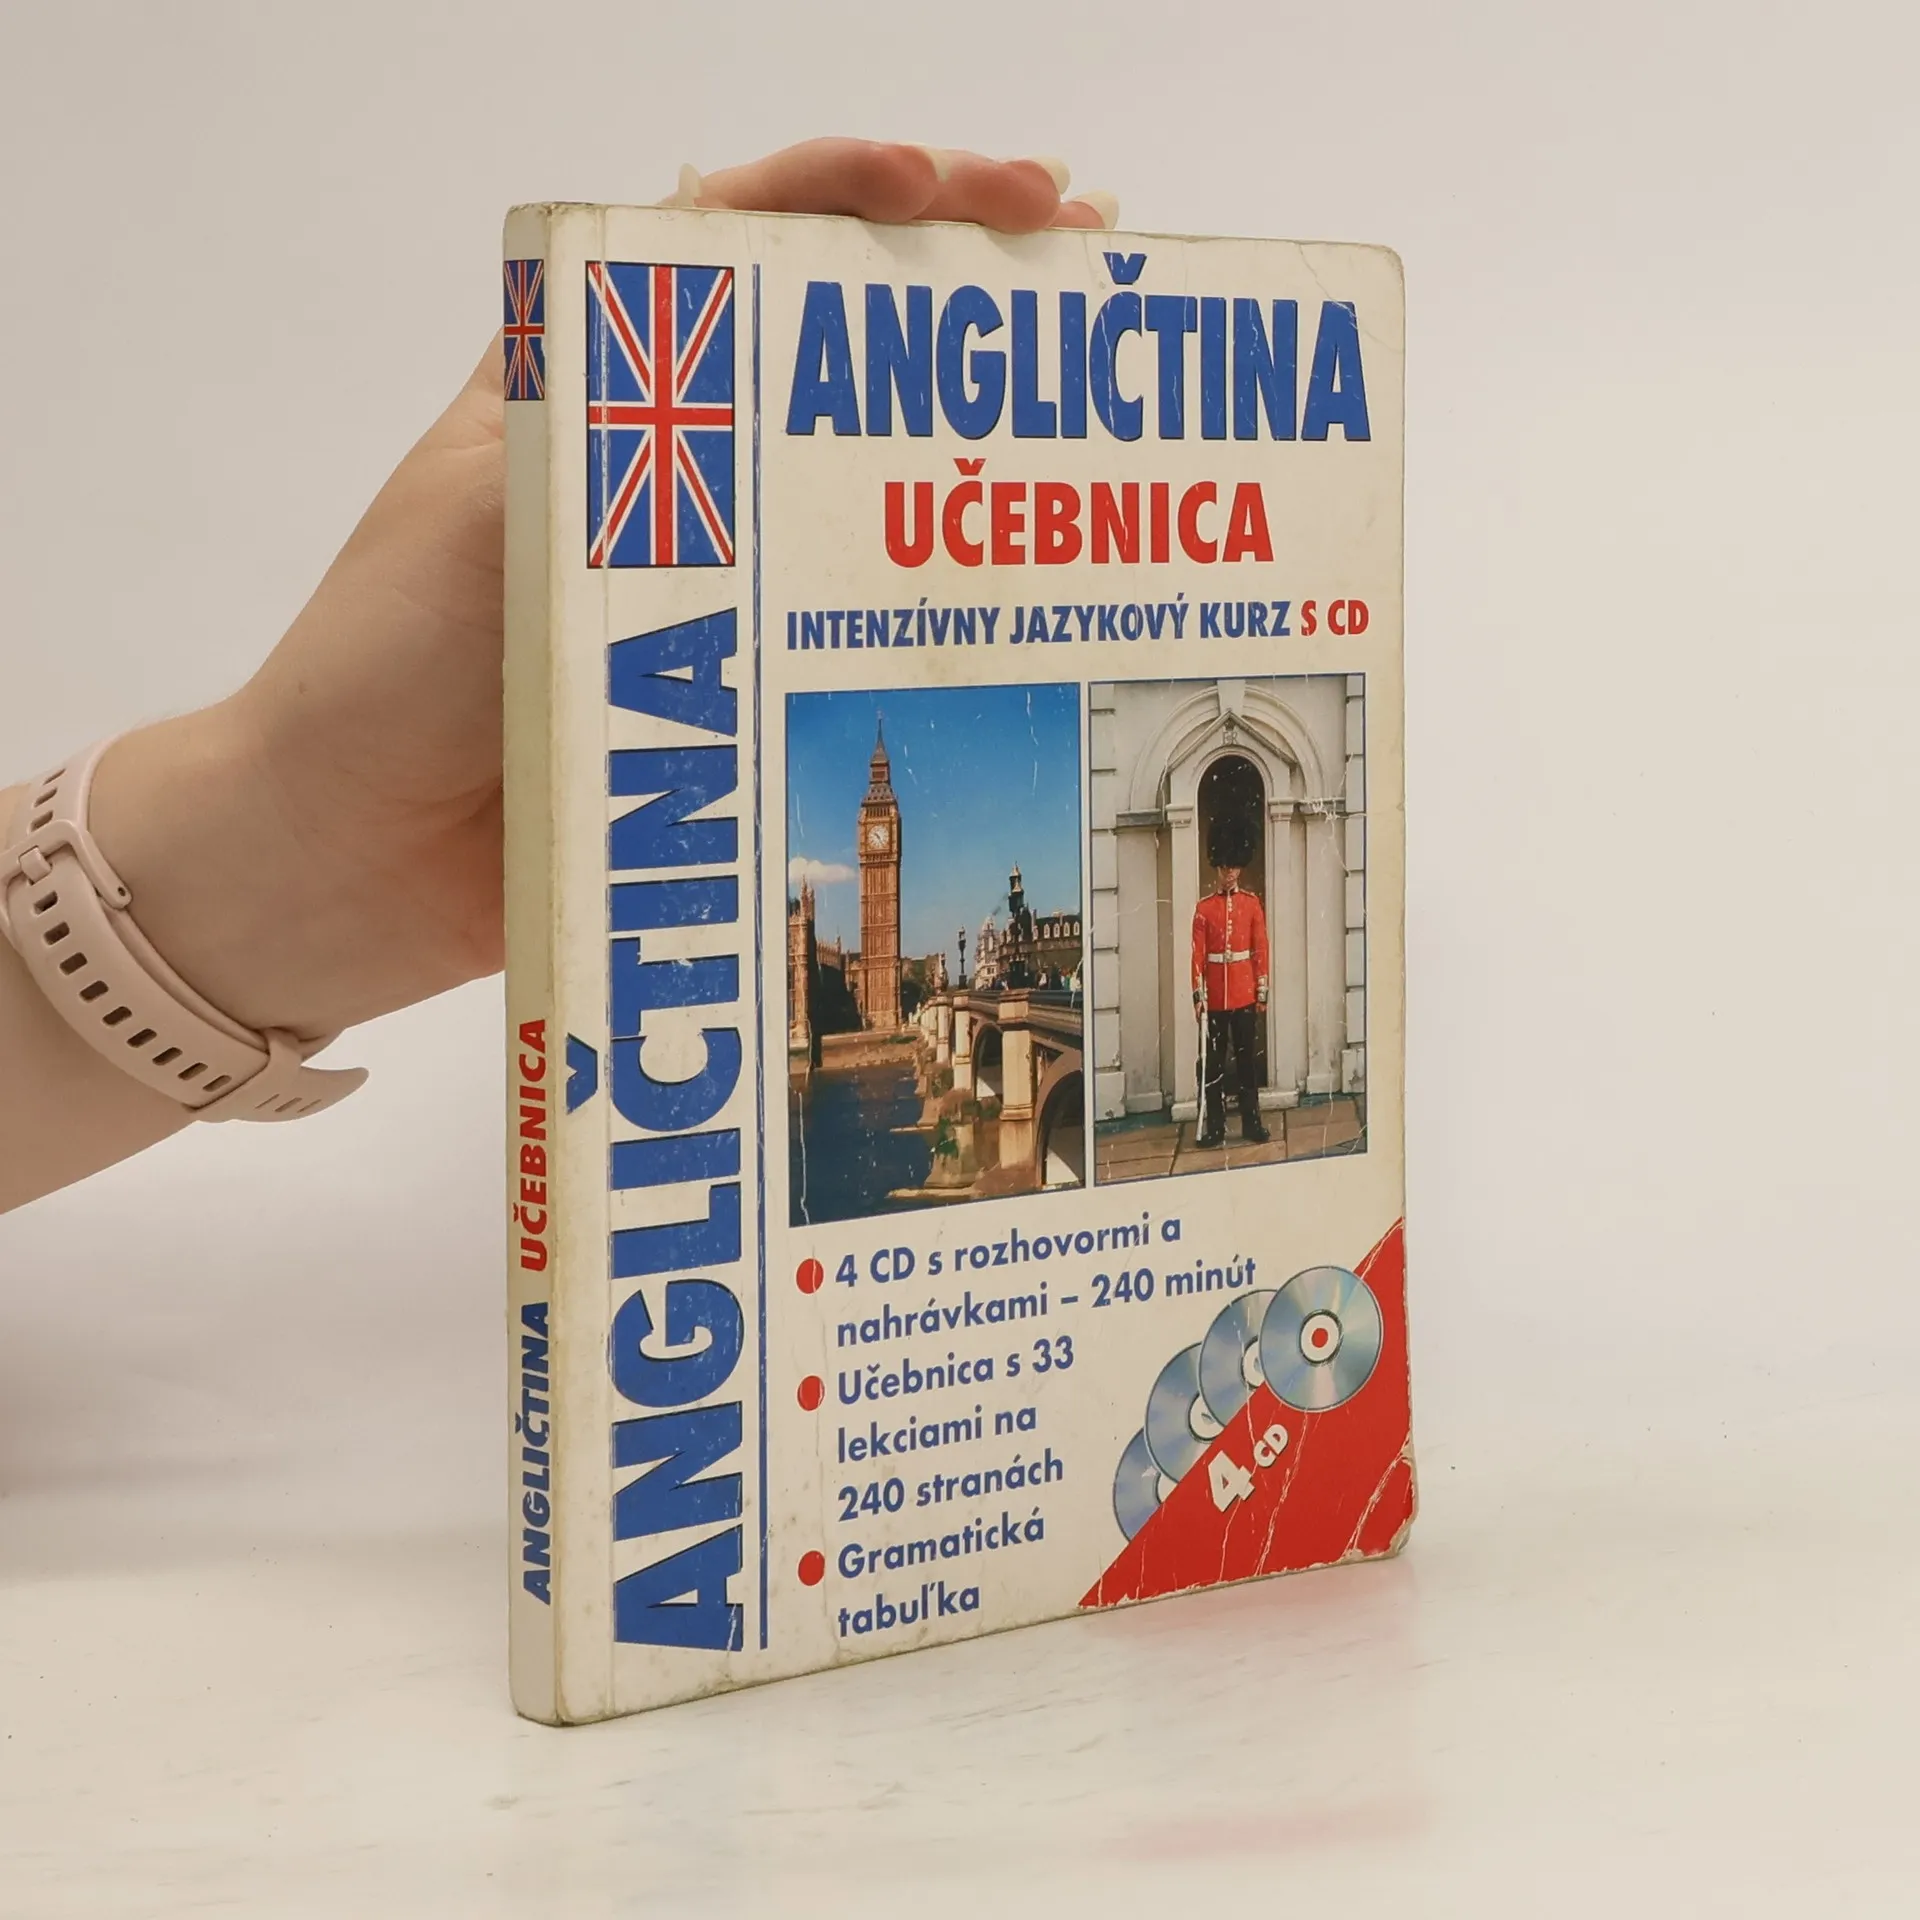 ANGLIČTINA UČEBNICA
ANGLIČTINA
ANGLIČTINA
UČEBNICA
INTENZÍVNY JAZYKOVÝ KURZ S CD
4 CD s rozhovormi a
nahrávkami – 240 minút
Učebnica s 33
lekciami na
240 stranách
Gramatická
tabuľka
4 CD